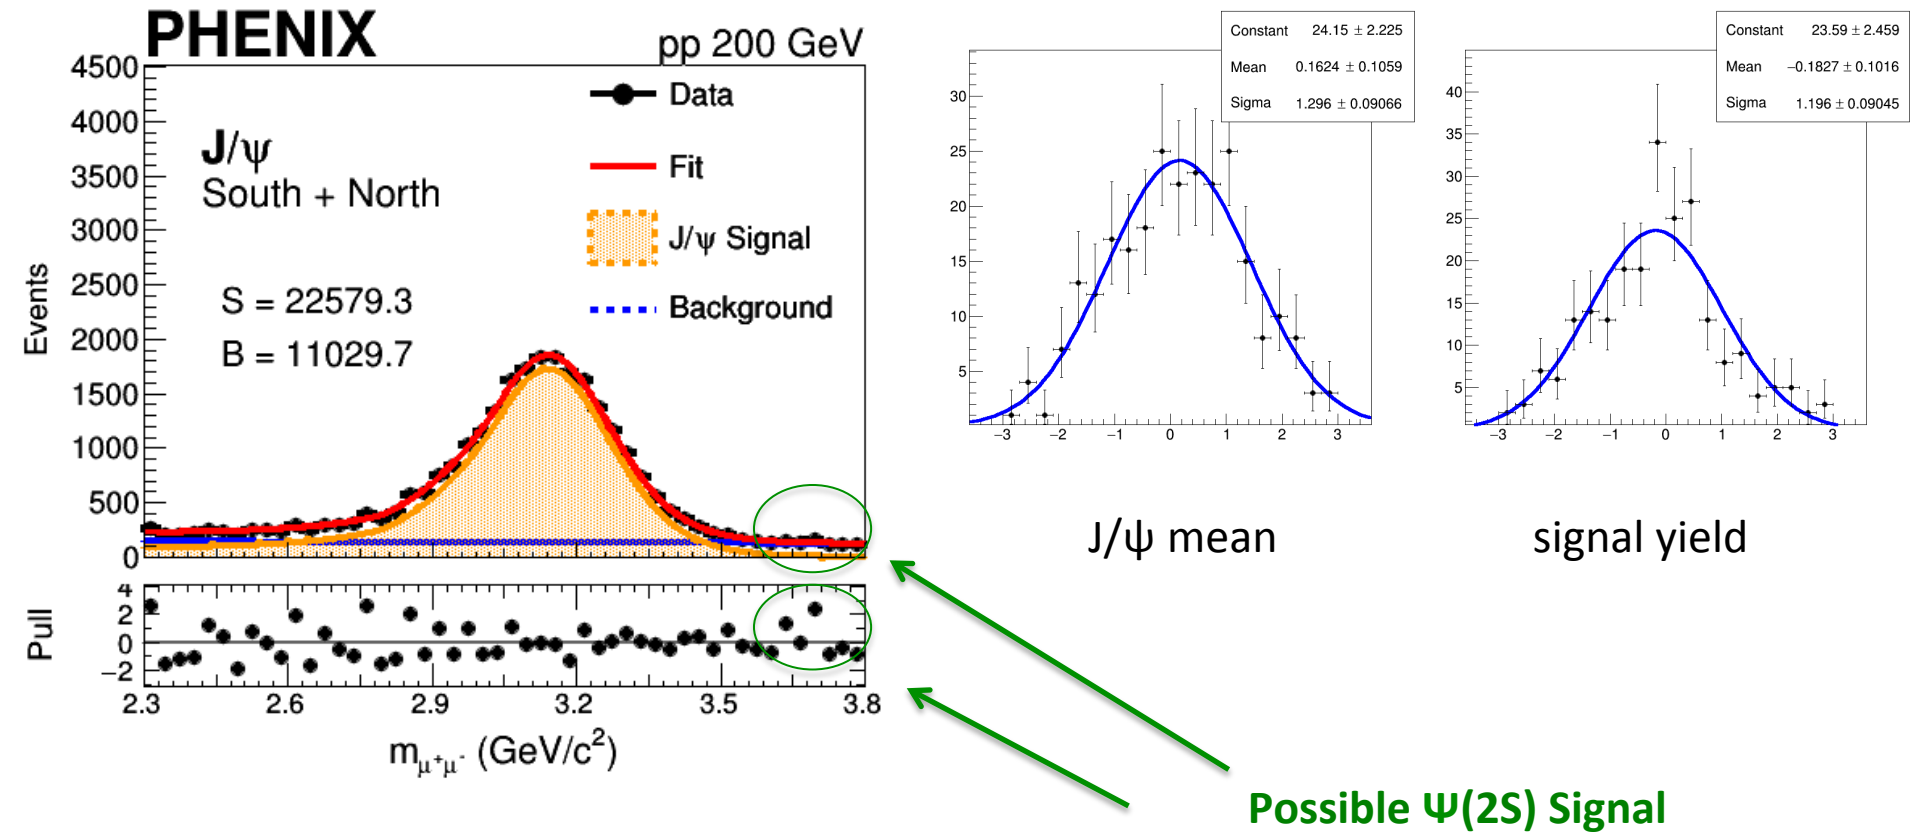 PHENIX
pp 200 GeV
4500
4000
3500
3000
2500
2000
1500
1000
500
0
Events
J/ψ
South + North
S = 22579.3
B = 11029.7
Data
Fit
J/ψ Signal
Background
4
2
0
−2
Pull
2.3 2.6 2.9 3.2 3.5 3.8
mμ⁺μ⁻ (GeV/c²)
Constant 24.15 ± 2.225
Mean 0.1624 ± 0.1059
Sigma 1.296 ± 0.09066
30
25
20
15
10
5
−3 −2 −1 0 1 2 3
J/ψ mean
Constant 23.59 ± 2.459
Mean −0.1827 ± 0.1016
Sigma 1.196 ± 0.09045
40
35
30
25
20
15
10
5
−3 −2 −1 0 1 2 3
signal yield
Possible Ψ(2S) Signal